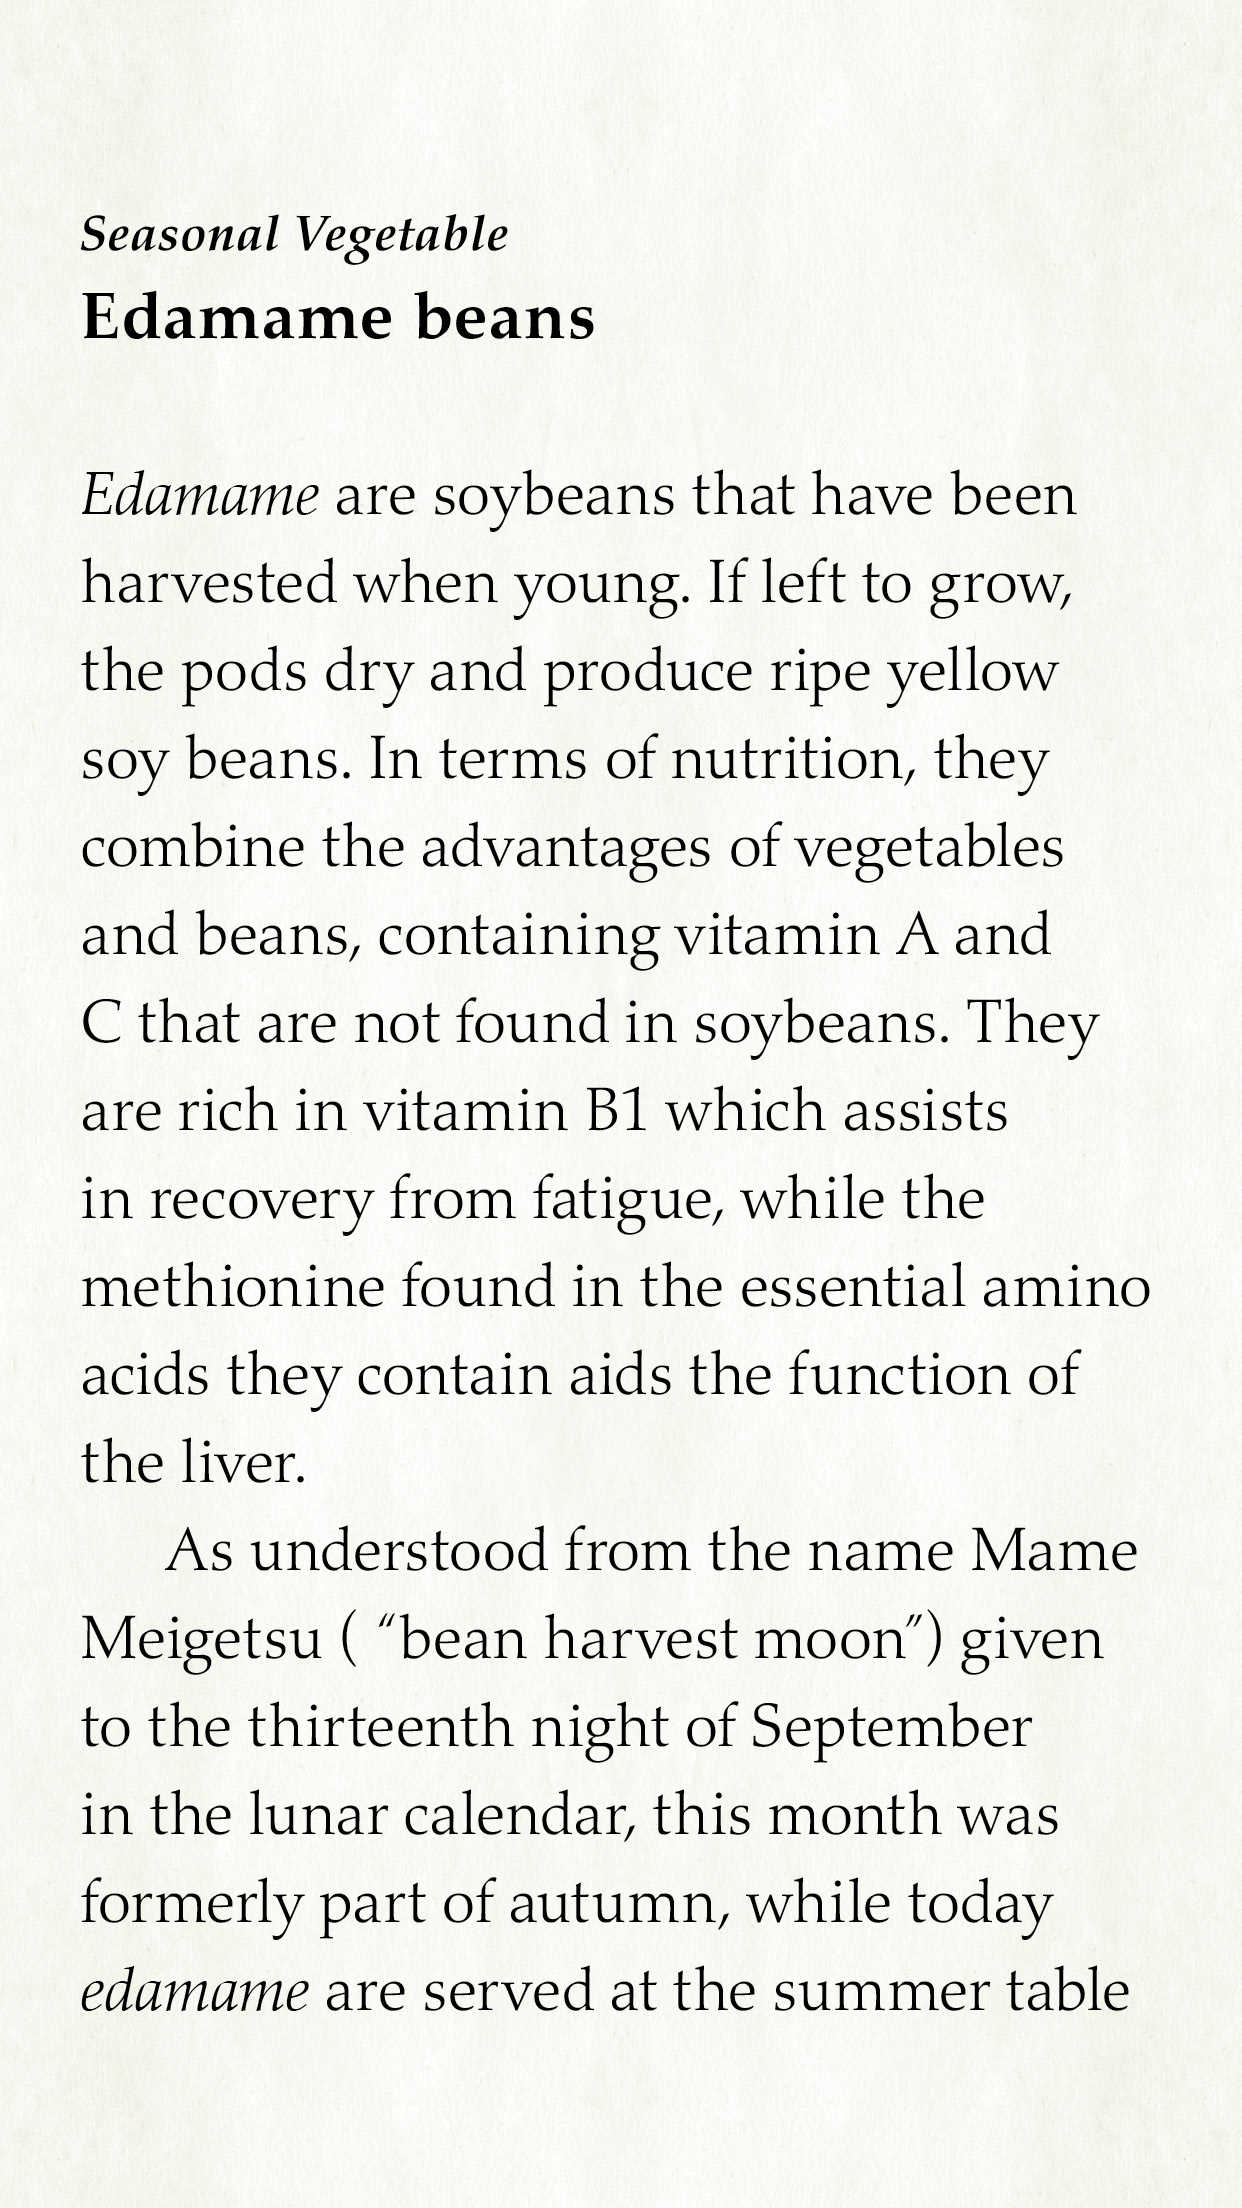 Seasonal Vegetable
Edamame beans
Edamame are soybeans that have been
harvested when young. If left to grow,
the pods dry and produce ripe yellow
soy beans. In terms of nutrition, they
combine the advantages of vegetables
and beans, containing vitamin A and
C that are not found in soybeans. They
are rich in vitamin B1 which assists
in recovery from fatigue, while the
methionine found in the essential amino
acids they contain aids the function of
the liver.
As understood from the name Mame
Meigetsu ( “bean harvest moon”) given
to the thirteenth night of September
in the lunar calendar, this month was
formerly part of autumn, while today
edamame are served at the summer table